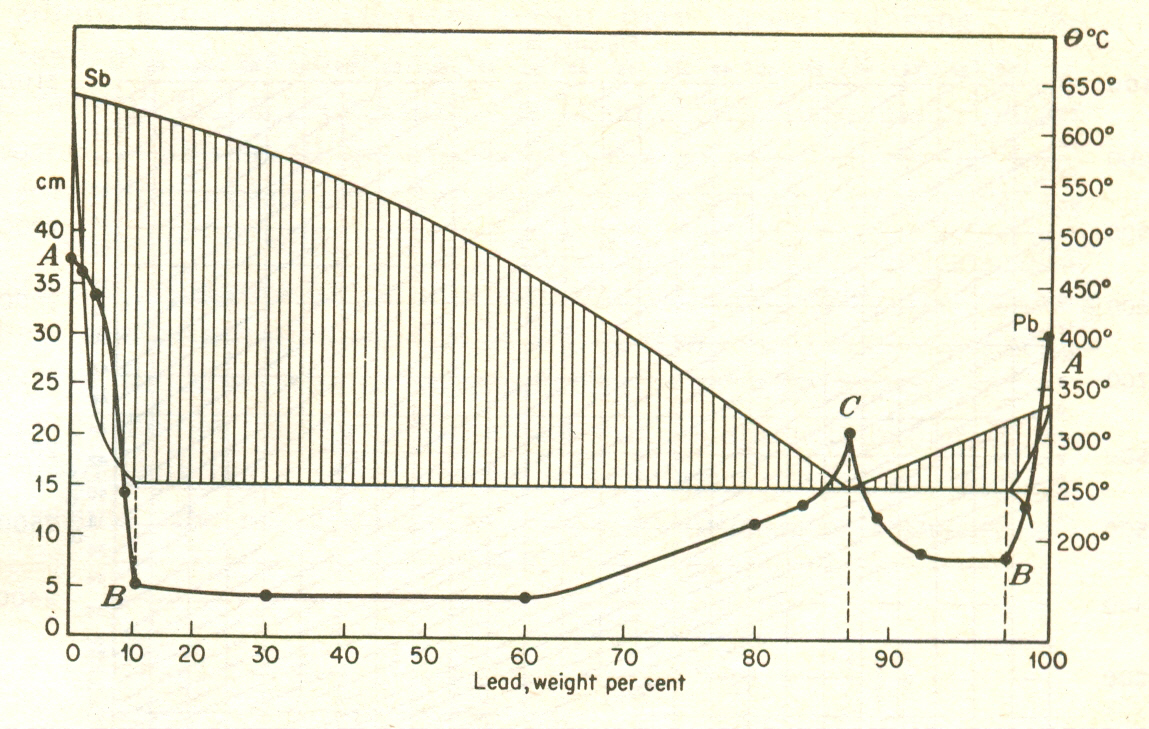 θ°C
Sb
650°
600°
cm
550°
40
500°
A
35
450°
30
Pb
400°
A
25
350°
C
20
300°
15
250°
10
200°
5
B
B
0
0 10 20 30 40 50 60 70 80 90 100
Lead, weight per cent